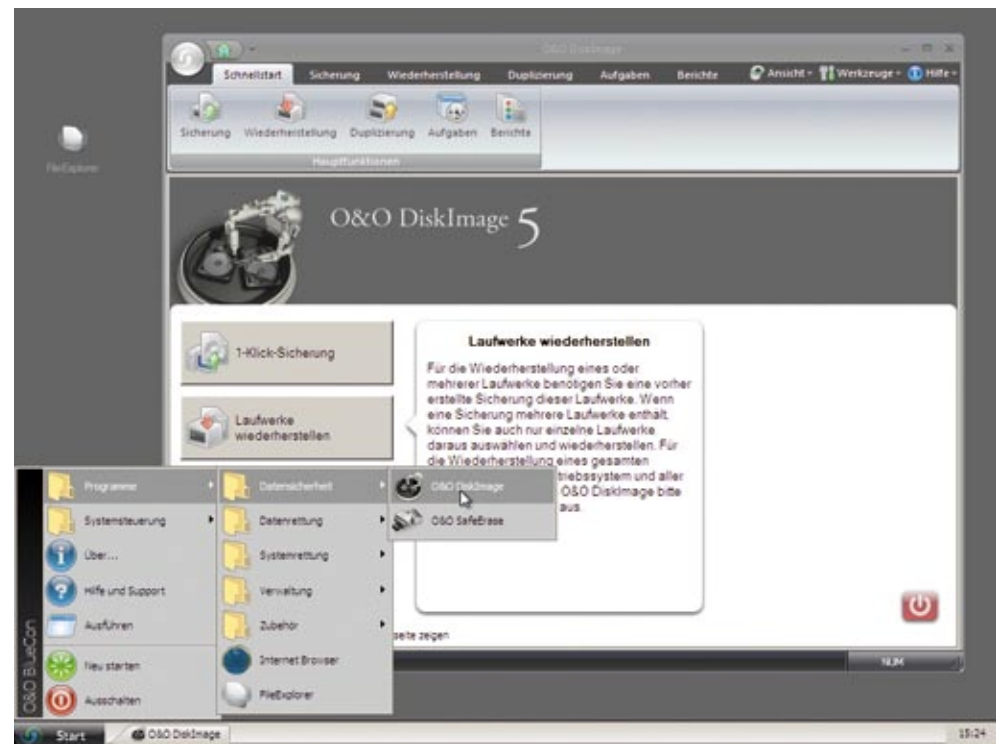 O&O DiskImage
Schnellstart
Sicherung
Wiederherstellung
Duplizierung
Aufgaben
Berichte
Ansicht
Werkzeuge
Hilfe
Sicherung
Wiederherstellung
Duplizierung
Aufgaben
Berichte
Hauptfunktionen
FileExplorer
O&O DiskImage 5
1-Klick-Sicherung
Laufwerke
wiederherstellen
Laufwerke wiederherstellen
Für die Wiederherstellung eines oder
mehrerer Laufwerke benötigen Sie eine vorher
erstellte Sicherung dieser Laufwerke. Wenn
eine Sicherung mehrere Laufwerke enthält,
können Sie auch nur einzelne Laufwerke
daraus auswählen und wiederherstellen. Für
die Wiederherstellung eines gesamten
triebssystem und aller
O&O DiskImage bitte
aus.
seite zeigen
NUM
O&O BlueCon
Programme
Systemsteuerung
Über...
Hilfe und Support
Ausführen
Neu starten
Ausschalten
Datensicherheit
Datenrettung
Systemrettung
Verwaltung
Zubehör
Internet Browser
FileExplorer
O&O DiskImage
O&O SafeErase
Start
O&O DiskImage
15:24